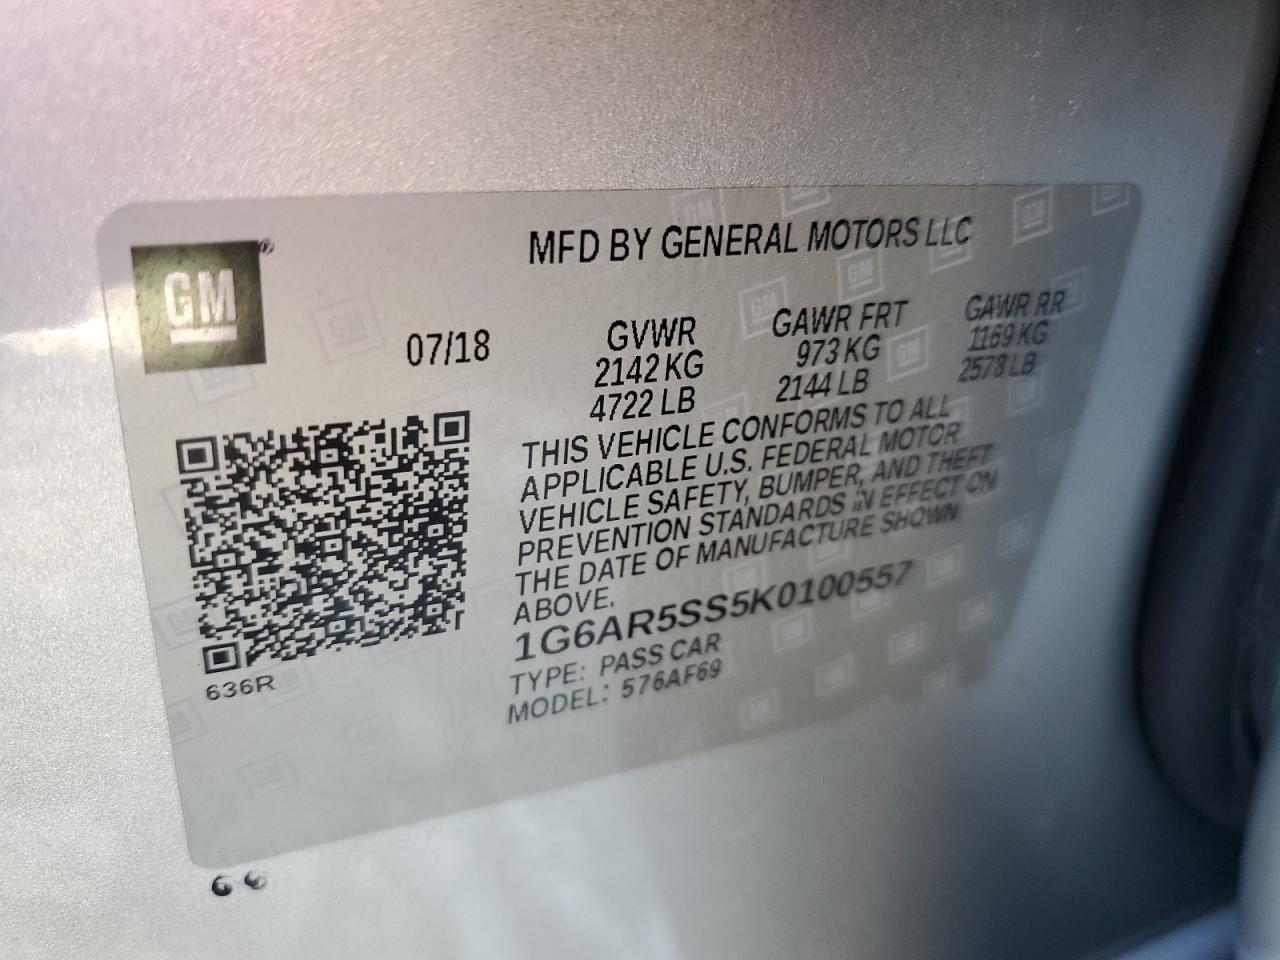 GM®
MFD BY GENERAL MOTORS LLC
07/18
GVWR GAWR FRT GAWR RR
2142 KG 973 KG 1169 KG
4722 LB 2144 LB 2578 LB
THIS VEHICLE CONFORMS TO ALL
APPLICABLE U.S. FEDERAL MOTOR
VEHICLE SAFETY, BUMPER, AND THEFT
PREVENTION STANDARDS IN EFFECT ON
THE DATE OF MANUFACTURE SHOWN
ABOVE.
1G6AR5SS5K0100557
TYPE: PASS CAR
MODEL: 576AF69
636R